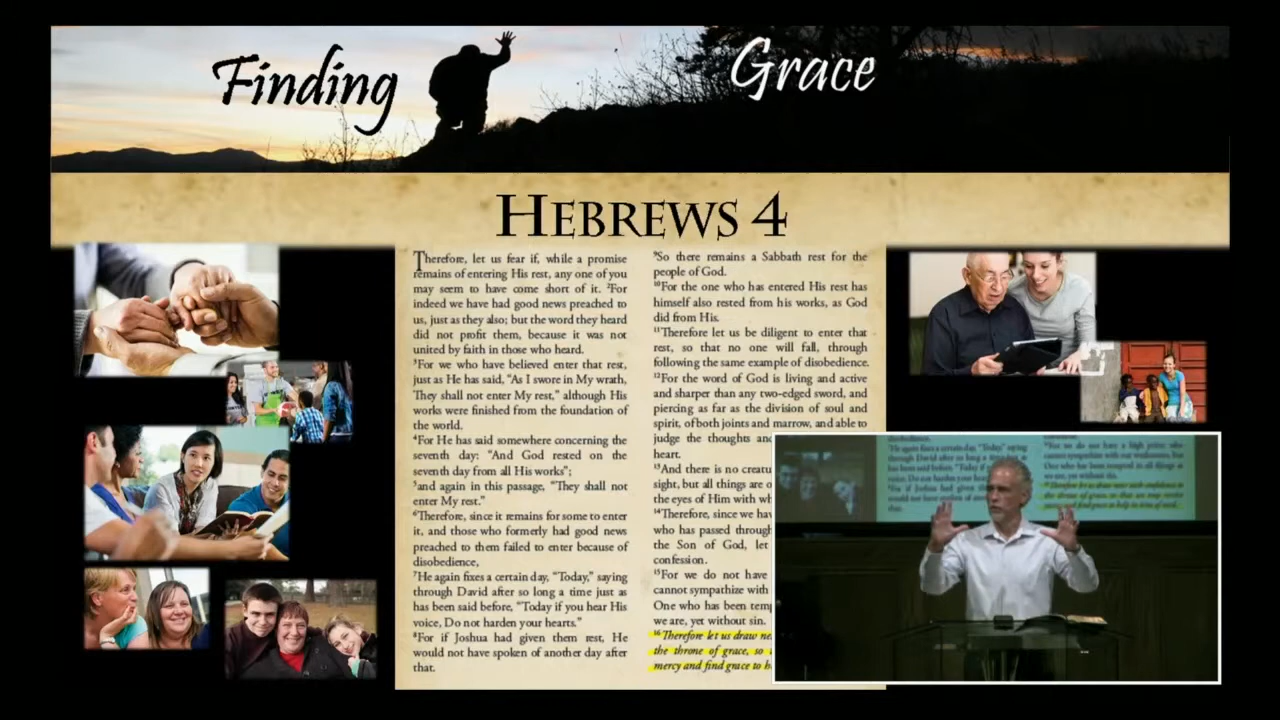 Finding
Grace
HEBREWS 4
Therefore, let us fear if, while a promise
remains of entering His rest, any one of you
may seem to have come short of it. ²For
indeed we have had good news preached to
us, just as they also; but the word they heard
did not profit them, because it was not
united by faith in those who heard.
³For we who have believed enter that rest,
just as He has said, “As I swore in My wrath,
They shall not enter My rest,” although His
works were finished from the foundation of
the world.
⁴For He has said somewhere concerning the
seventh day: “And God rested on the
seventh day from all His works”;
⁵and again in this passage, “They shall not
enter My rest.”
⁶Therefore, since it remains for some to enter
it, and those who formerly had good news
preached to them failed to enter because of
disobedience,
⁷He again fixes a certain day, “Today,” saying
through David after so long a time just as
has been said before, “Today if you hear His
voice, Do not harden your hearts.”
⁸For if Joshua had given them rest, He
would not have spoken of another day after
that.
⁹So there remains a Sabbath rest for the
people of God.
¹⁰For the one who has entered His rest has
himself also rested from his works, as God
did from His.
¹¹Therefore let us be diligent to enter that
rest, so that no one will fall, through
following the same example of disobedience.
¹²For the word of God is living and active
and sharper than any two-edged sword, and
piercing as far as the division of soul and
spirit, of both joints and marrow, and able to
judge the thoughts and
heart.
¹³And there is no creatu
sight, but all things are o
the eyes of Him with wh
¹⁴Therefore, since we hav
who has passed through
the Son of God, let
confession.
¹⁵For we do not have
cannot sympathize with
One who has been temp
we are, yet without sin.
¹⁶Therefore let us draw ne
the throne of grace, so
mercy and find grace to h